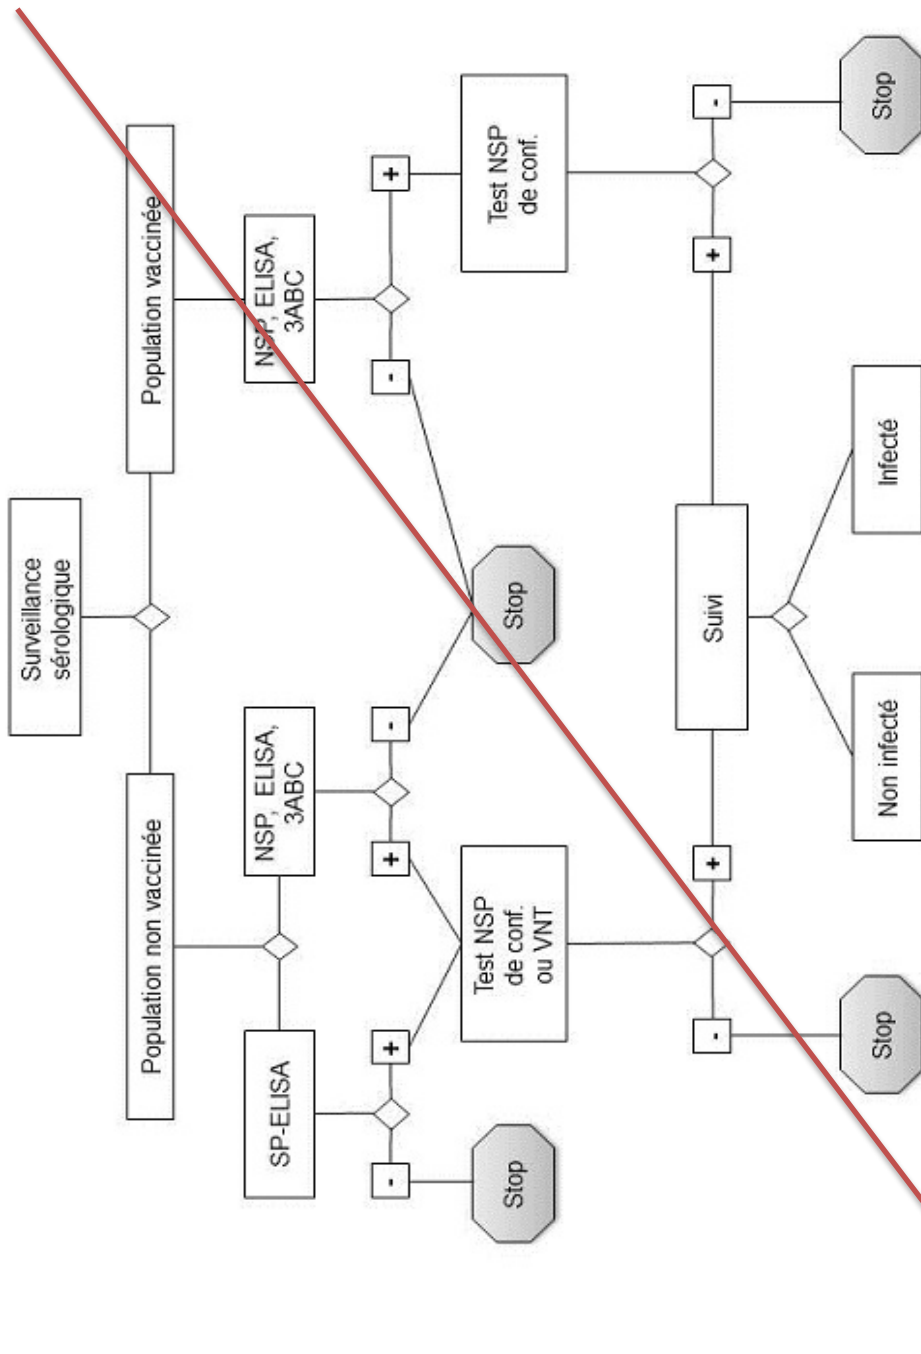 Surveillance
sérologique
Population non vaccinée
Population vaccinée
SP-ELISA
NSP, ELISA,
3ABC
NSP, ELISA,
3ABC
-
+
+
-
-
+
Stop
Test NSP
de conf.
ou VNT
Stop
Test NSP
de conf.
-
+
Suivi
+
-
Stop
Non infecté
Infecté
Stop